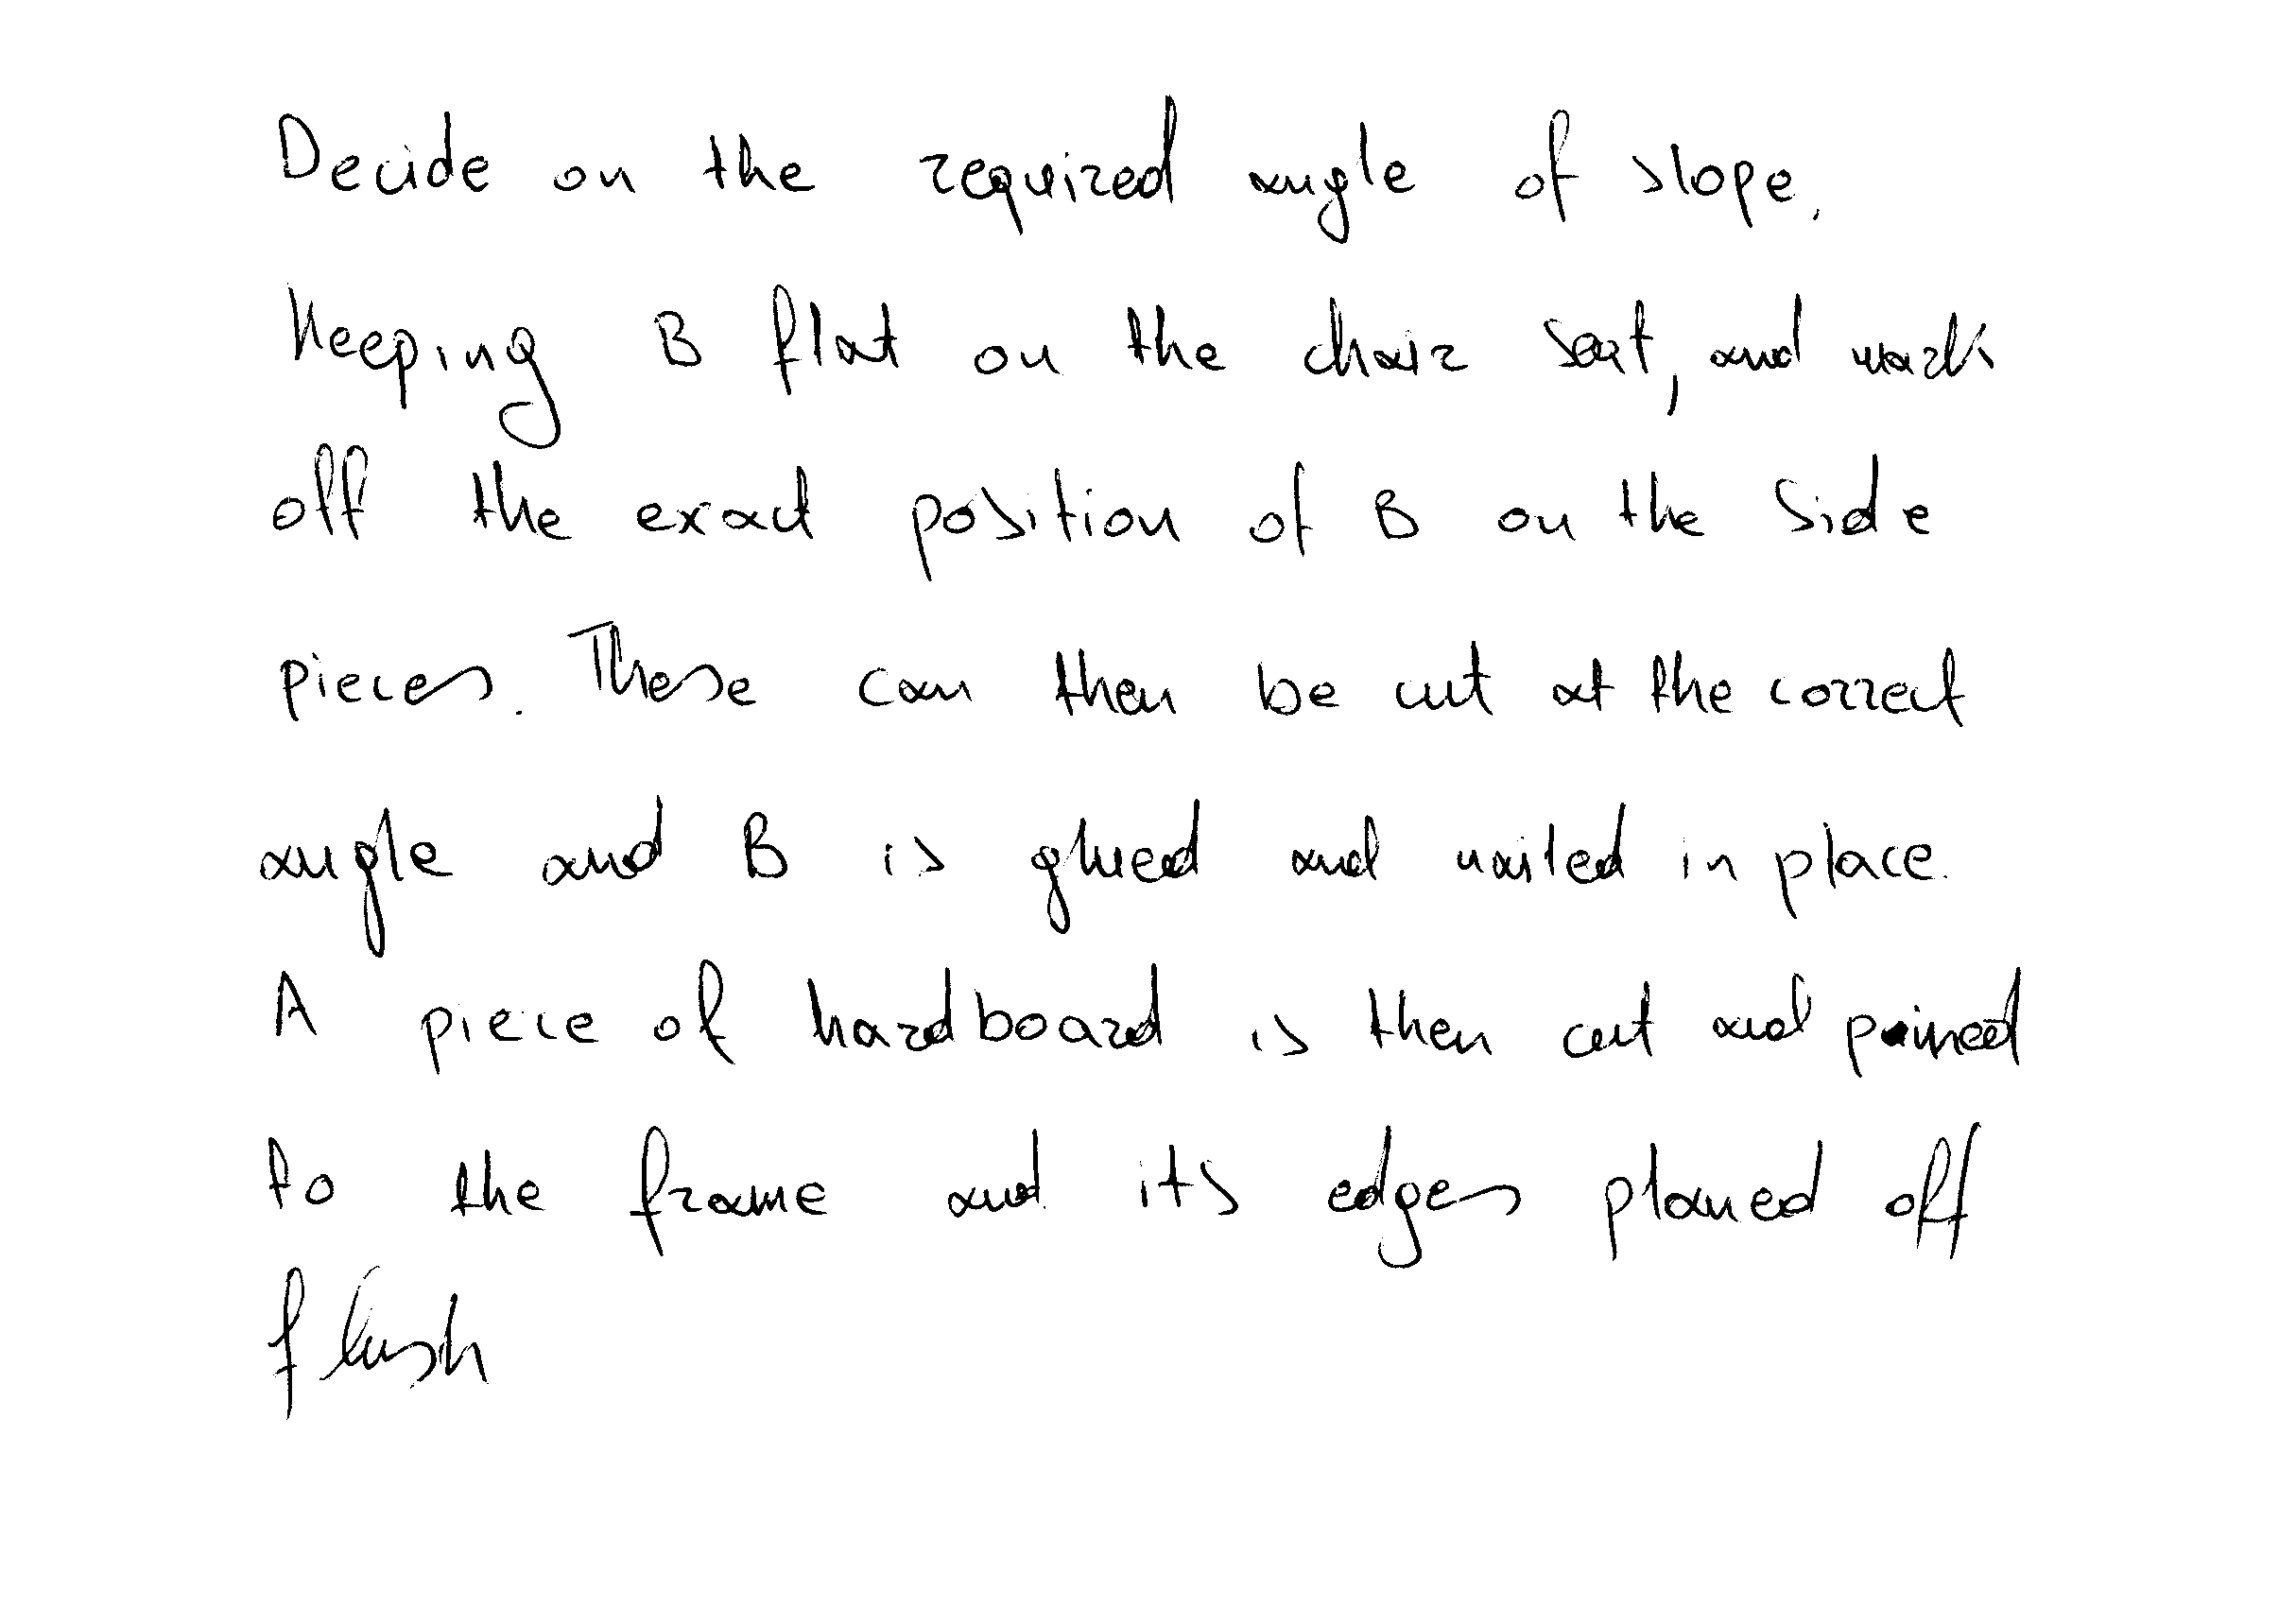 Decide on the required angle of slope,
Keeping B flat on the chair seat, and mark
off the exact position of B on the side
pieces. These can then be cut at the correct
angle and B is glued and nailed in place.
A piece of hardboard is then cut and pinned
to the frame and its edges planed off
flush